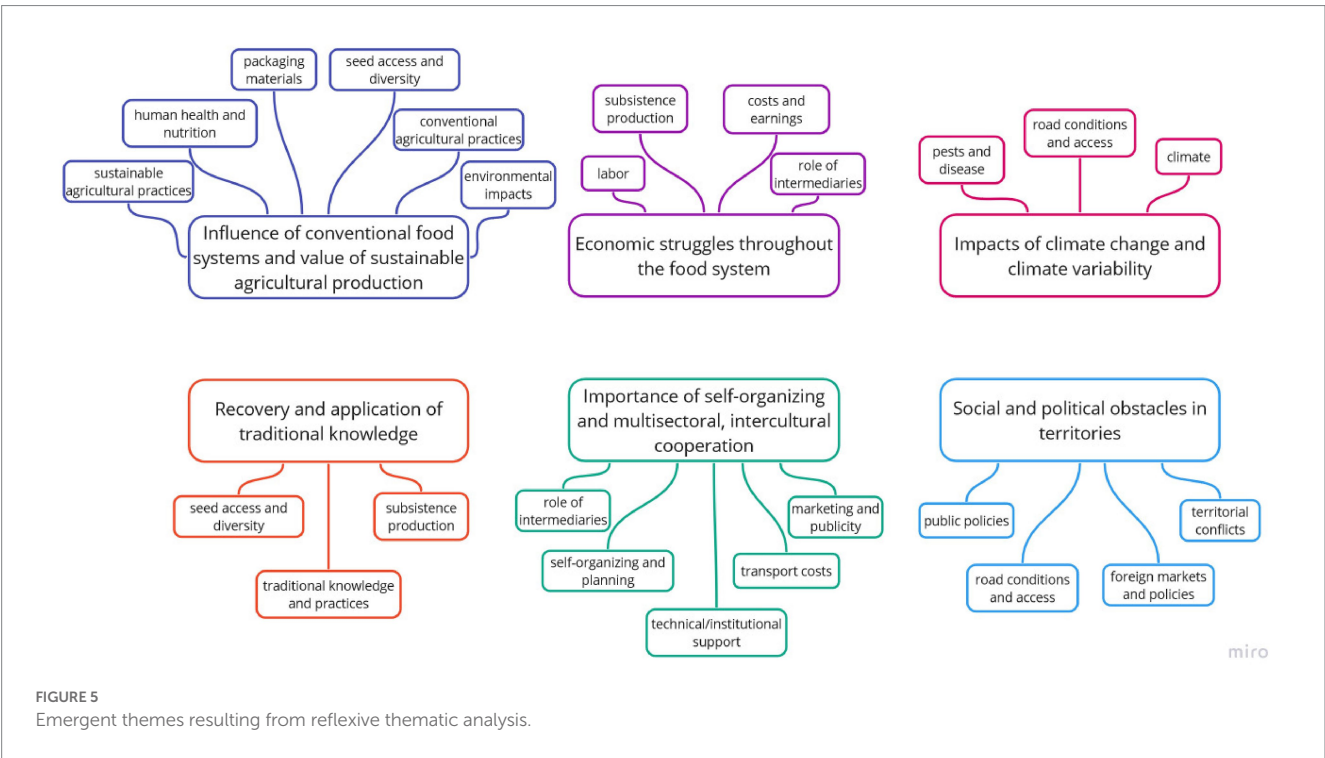 packaging
materials
seed access and
diversity
human health and
nutrition
conventional
agricultural practices
sustainable
agricultural practices
environmental
impacts
Influence of conventional food
systems and value of sustainable
agricultural production
subsistence
production
costs and
earnings
labor
role of
intermediaries
Economic struggles throughout
the food system
road conditions
and access
pests and
disease
climate
Impacts of climate change and
climate variability
Recovery and application of
traditional knowledge
seed access and
diversity
subsistence
production
traditional knowledge
and practices
Importance of self-organizing
and multisectoral, intercultural
cooperation
role of
intermediaries
marketing and
publicity
self-organizing and
planning
transport costs
technical/institutional
support
Social and political obstacles in
territories
public policies
territorial
conflicts
road conditions
and access
foreign markets
and policies
miro
FIGURE 5
Emergent themes resulting from reflexive thematic analysis.